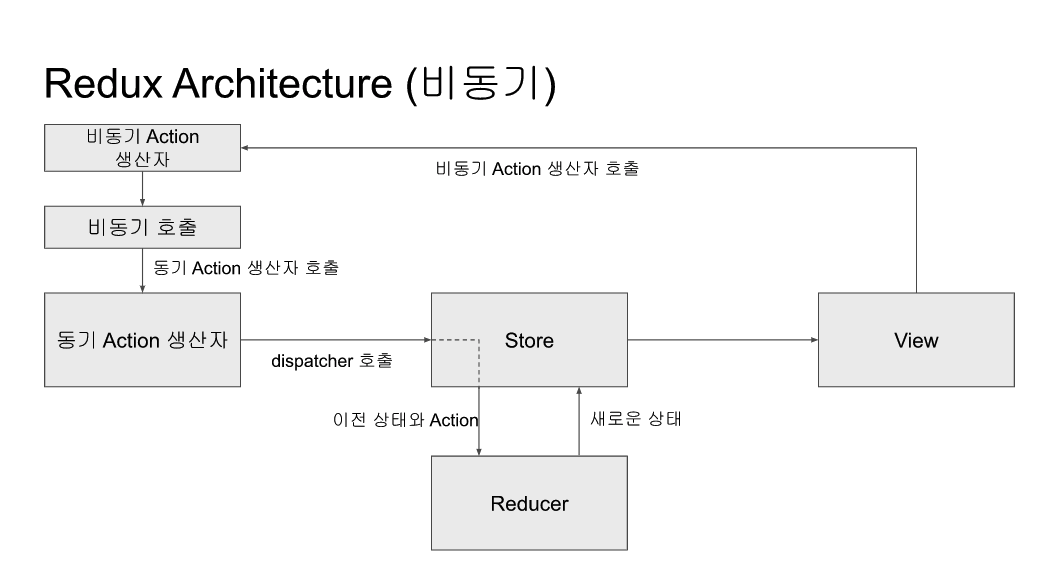 Redux Architecture (비동기)
비동기 Action
생산자
비동기 Action 생산자 호출
비동기 호출
동기 Action 생산자 호출
동기 Action 생산자
dispatcher 호출
Store
View
이전 상태와 Action
새로운 상태
Reducer